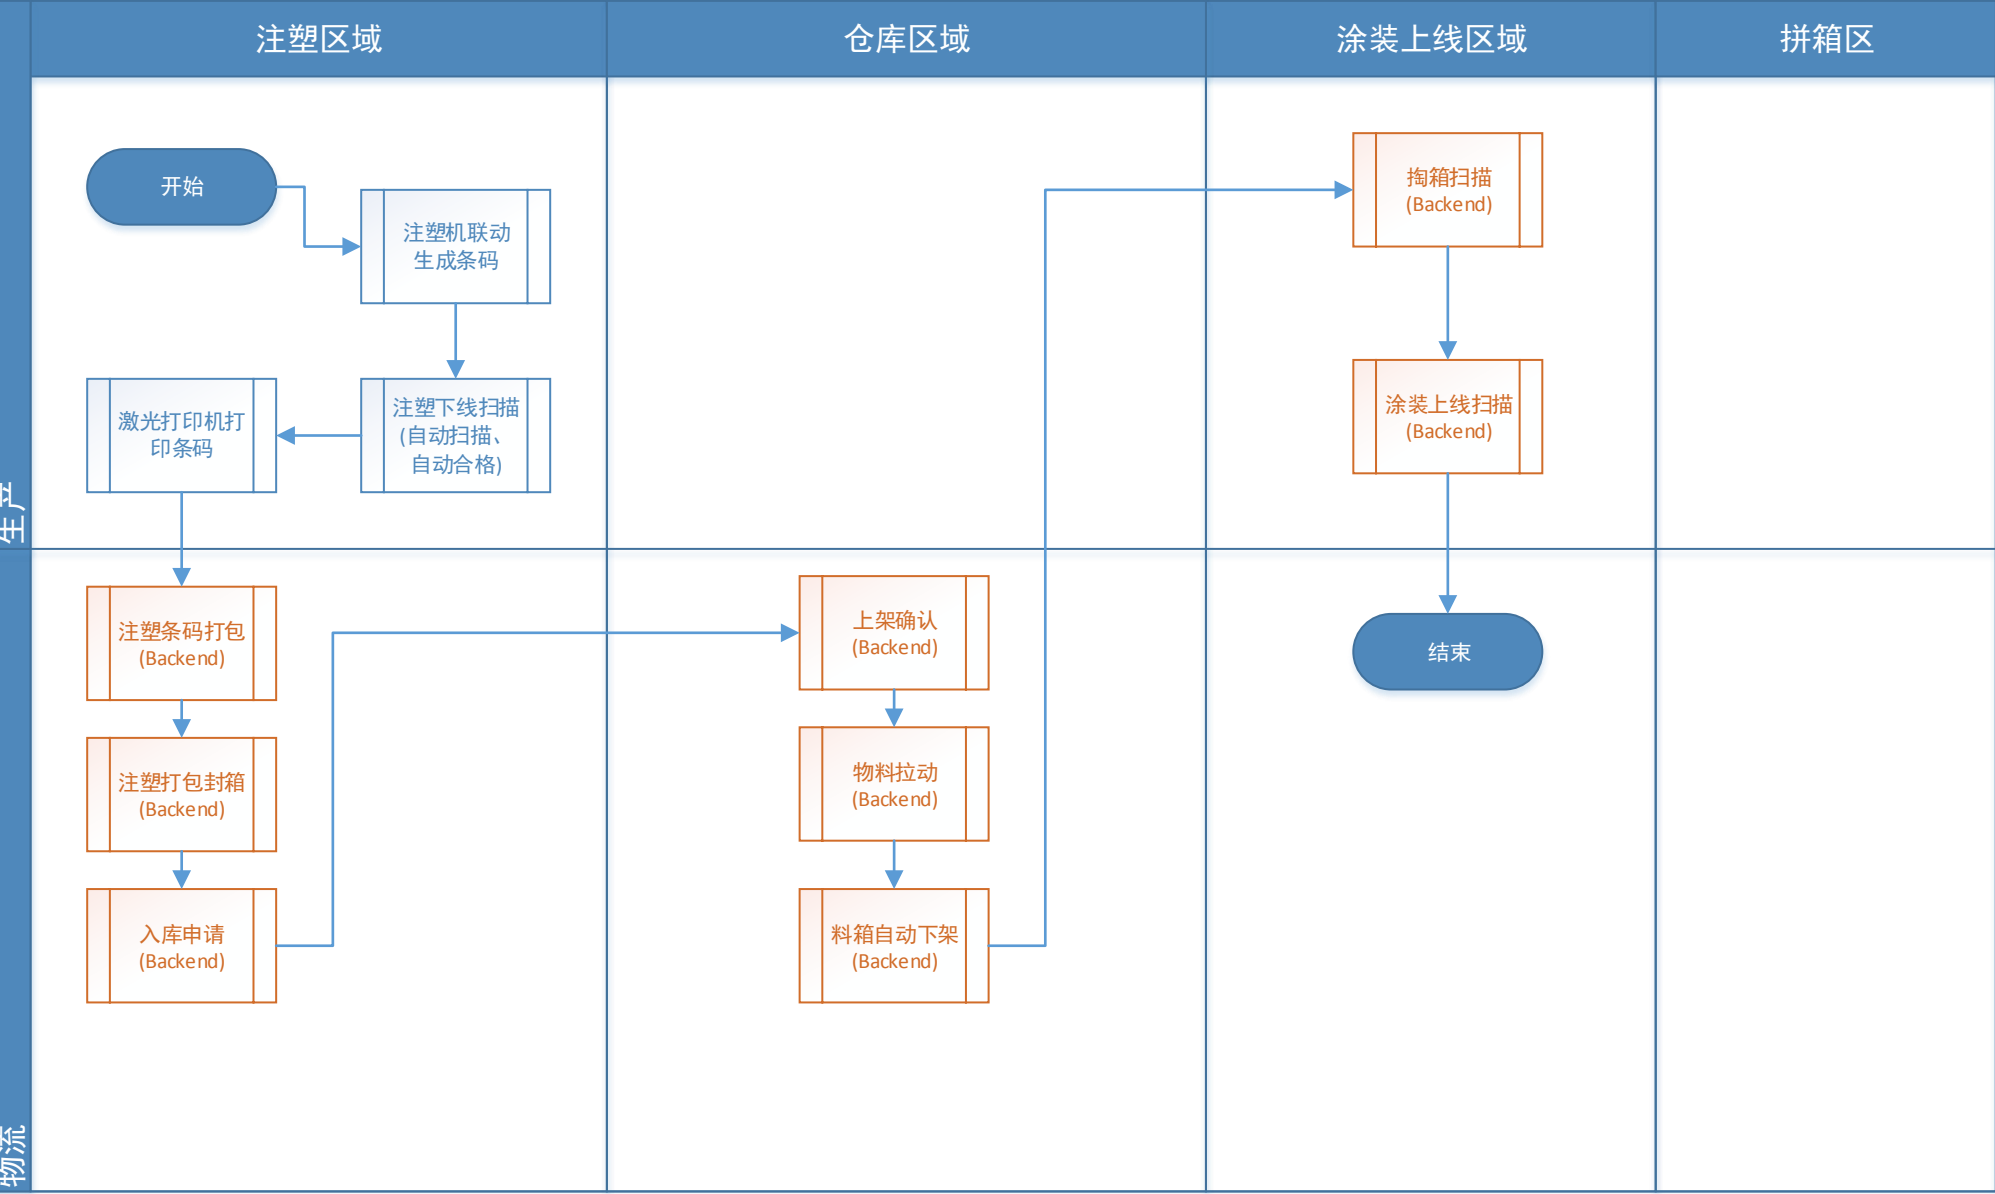 注塑区域
仓库区域
涂装上线区域
拼箱区
生产
开始
注塑机联动
生成条码
注塑下线扫描
(自动扫描、
自动合格)
激光打印机打
印条码
掏箱扫描
(Backend)
涂装上线扫描
(Backend)
物流
注塑条码打包
(Backend)
注塑打包封箱
(Backend)
入库申请
(Backend)
上架确认
(Backend)
物料拉动
(Backend)
料箱自动下架
(Backend)
结束